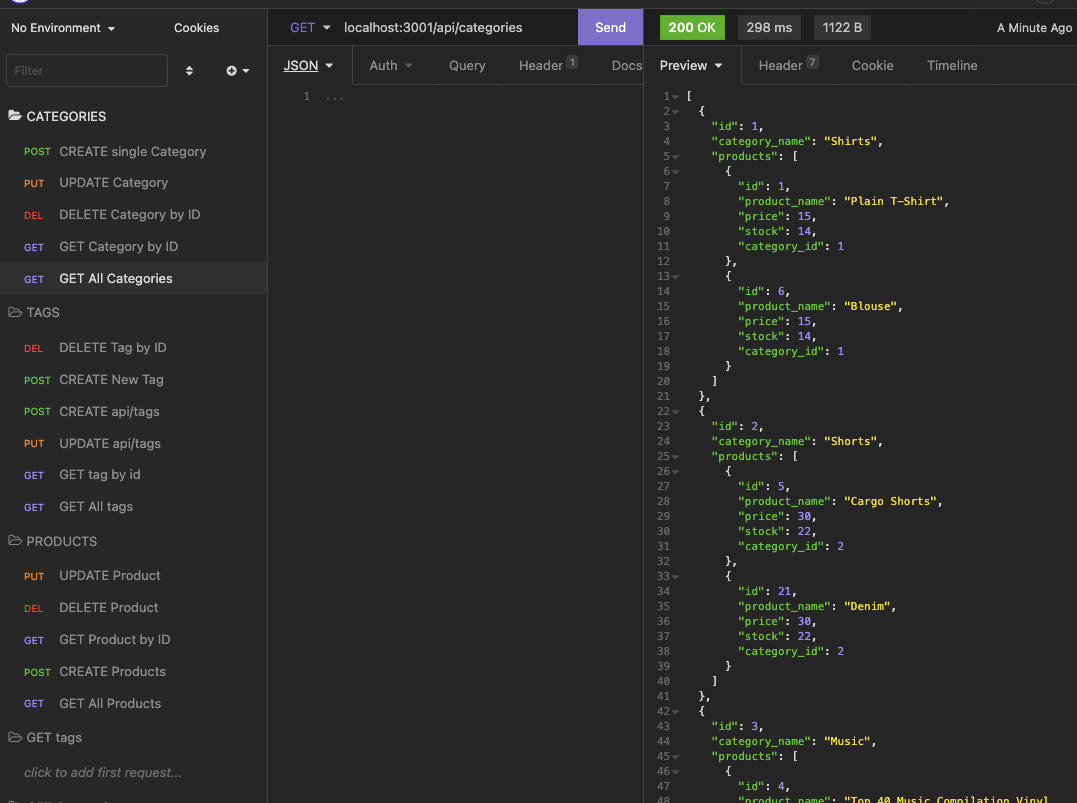 No Environment Cookies
Filter
CATEGORIES
POST CREATE single Category
PUT UPDATE Category
DEL DELETE Category by ID
GET GET Category by ID
GET GET All Categories
TAGS
DEL DELETE Tag by ID
POST CREATE New Tag
POST CREATE api/tags
PUT UPDATE api/tags
GET GET tag by id
GET GET All tags
PRODUCTS
PUT UPDATE Product
DEL DELETE Product
GET GET Product by ID
POST CREATE Products
GET GET All Products
GET tags
click to add first request...
GET localhost:3001/api/categories Send
JSON Auth Query Header 1 Docs
1 ...
200 OK 298 ms 1122 B A Minute Ago
Preview Header 7 Cookie Timeline
1 [
2 {
3 "id": 1,
4 "category_name": "Shirts",
5 "products": [
6 {
7 "id": 1,
8 "product_name": "Plain T-Shirt",
9 "price": 15,
10 "stock": 14,
11 "category_id": 1
12 },
13 {
14 "id": 6,
15 "product_name": "Blouse",
16 "price": 15,
17 "stock": 14,
18 "category_id": 1
19 }
20 ]
21 },
22 {
23 "id": 2,
24 "category_name": "Shorts",
25 "products": [
26 {
27 "id": 5,
28 "product_name": "Cargo Shorts",
29 "price": 30,
30 "stock": 22,
31 "category_id": 2
32 },
33 {
34 "id": 21,
35 "product_name": "Denim",
36 "price": 30,
37 "stock": 22,
38 "category_id": 2
39 }
40 ]
41 },
42 {
43 "id": 3,
44 "category_name": "Music",
45 "products": [
46 {
47 "id": 4,
48 "product_name": "Top 40 Music Compilation Vinyl